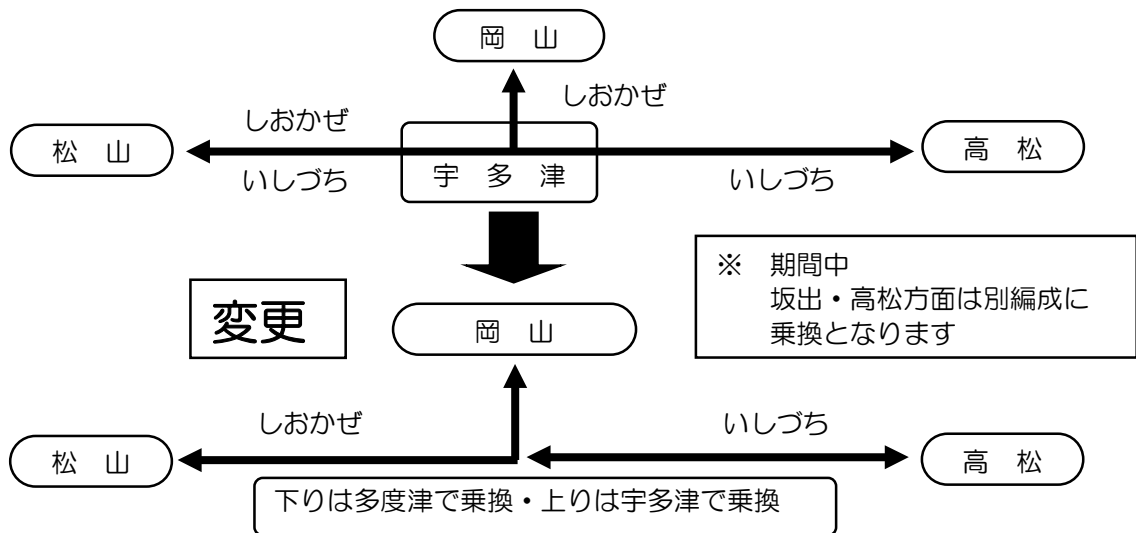 岡 山
しおかぜ
しおかぜ
松 山
高 松
いしづち
宇 多 津
いしづち
※ 期間中
坂出・高松方面は別編成に
乗換となります
変更
岡 山
しおかぜ
いしづち
松 山
高 松
下りは多度津で乗換・上りは宇多津で乗換